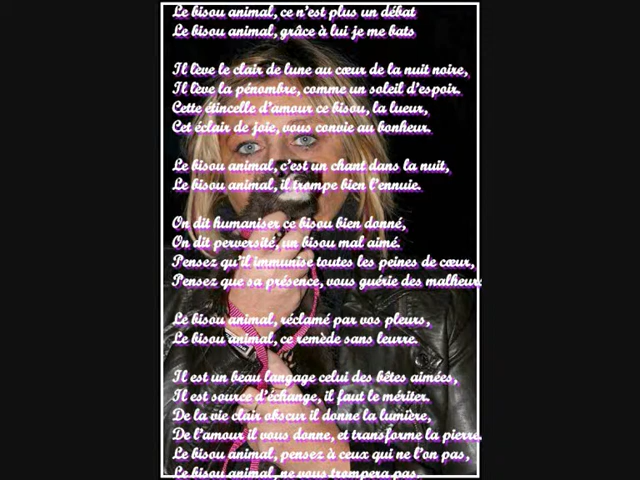 Le bisou animal, ce n'est plus un débat
Le bisou animal, grâce à lui je me bats
Il lève le clair de lune au cœur de la nuit noire,
Il lève la pénombre, comme un soleil d'espoir.
Cette étincelle d'amour ce bisou, la lueur,
Cet éclair de joie, vous convie au bonheur.
Le bisou animal, c'est un chant dans la nuit,
Le bisou animal, il trompe bien l'ennuie.
On dit humaniser ce bisou bien donné,
On dit perversité, un bisou mal aimé.
Pensez qu'il immunise toutes les peines de cœur,
Pensez que sa présence, vous guérie des malheur.
Le bisou animal, réclamé par vos pleurs,
Le bisou animal, ce remède sans leurre.
Il est un beau langage celui des bêtes aimées,
Il est source d'échange, il faut le mériter.
De la vie clair obscur il donne la lumière,
De l'amour il vous donne, et transforme la pierre.
Le bisou animal, pensez à ceux qui ne l'on pas,
Le bisou animal, ne vous trompera pas.